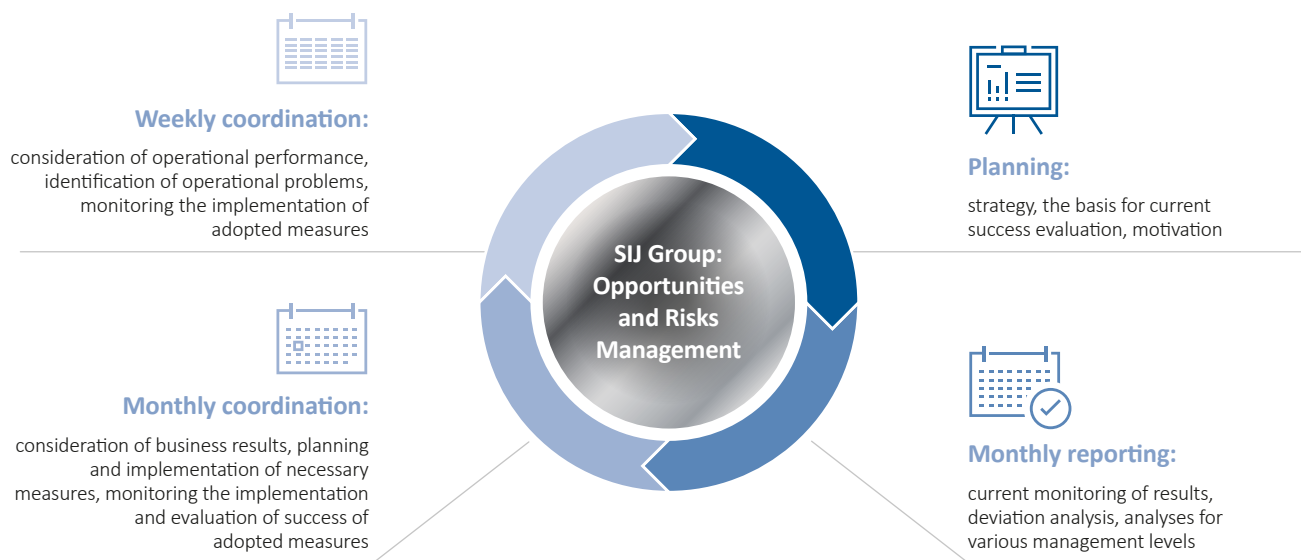 Weekly coordination:
consideration of operational performance,
identification of operational problems,
monitoring the implementation of
adopted measures
Planning:
strategy, the basis for current
success evaluation, motivation
SIJ Group:
Opportunities
and Risks
Management
Monthly coordination:
consideration of business results, planning
and implementation of necessary
measures, monitoring the implementation
and evaluation of success of
adopted measures
Monthly reporting:
current monitoring of results,
deviation analysis, analyses for
various management levels